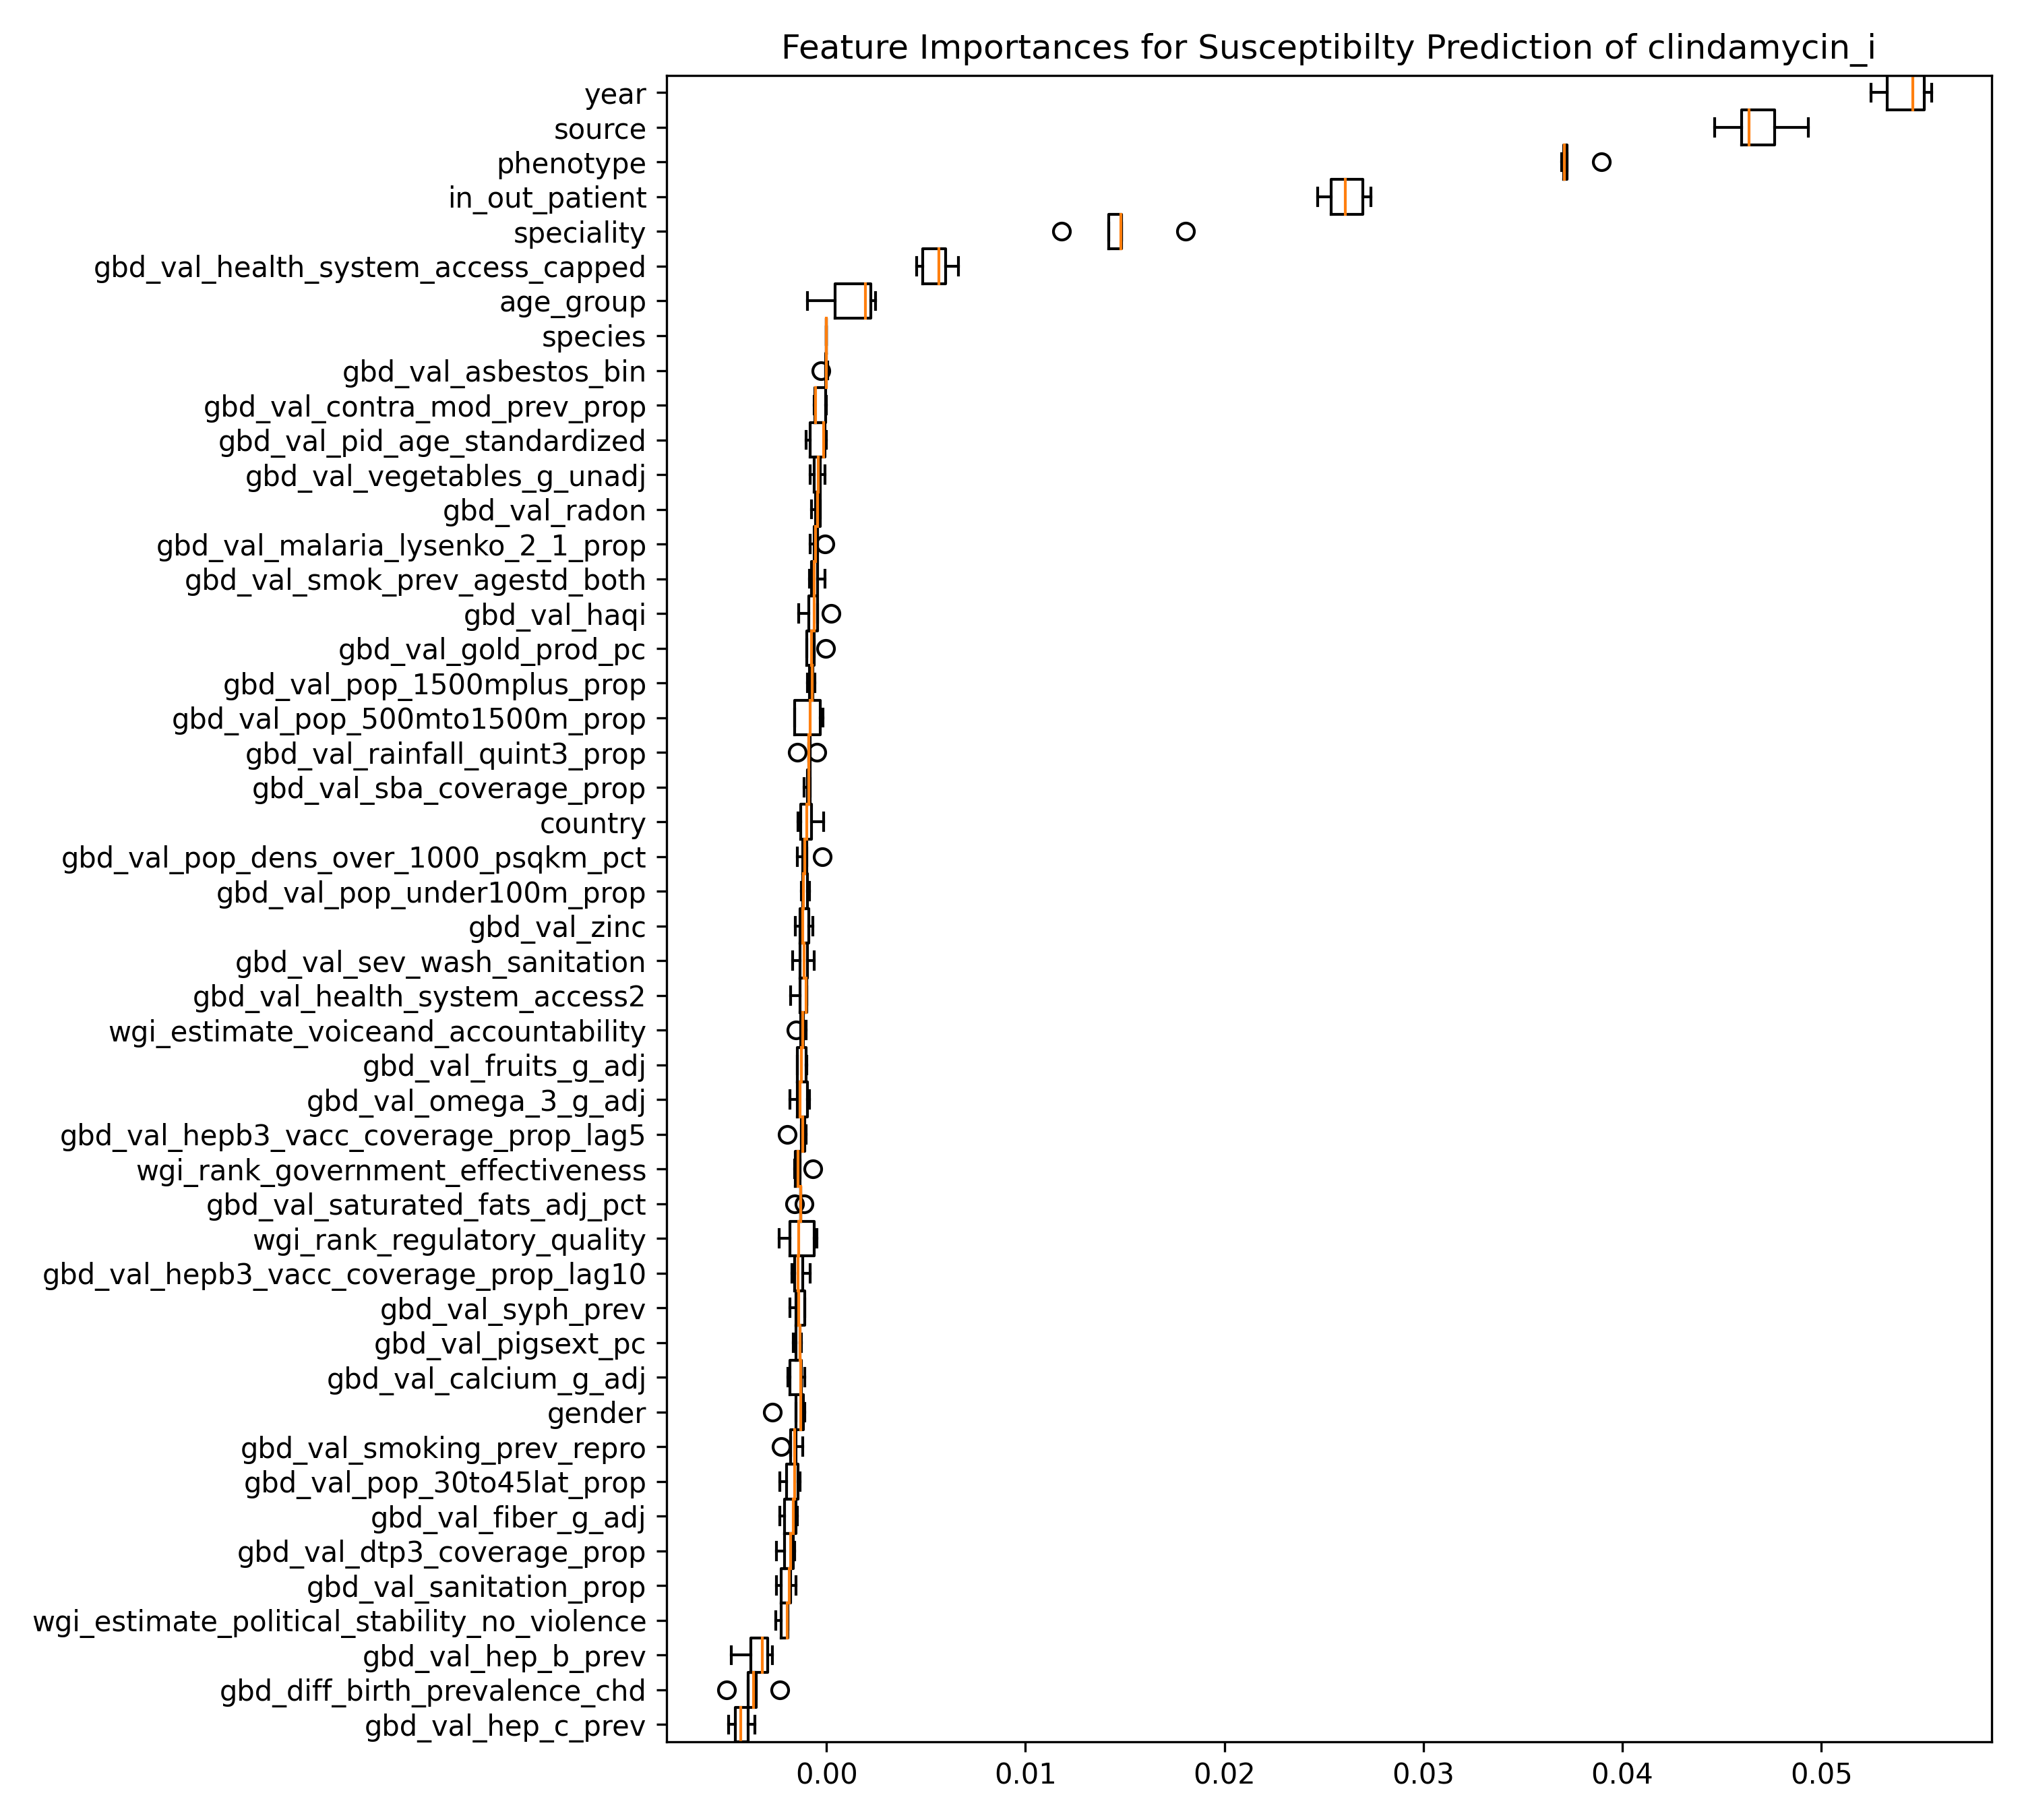 Feature Importances for Susceptibilty Prediction of clindamycin_i
year
source
phenotype
in_out_patient
speciality
gbd_val_health_system_access_capped
age_group
species
gbd_val_asbestos_bin
gbd_val_contra_mod_prev_prop
gbd_val_pid_age_standardized
gbd_val_vegetables_g_unadj
gbd_val_radon
gbd_val_malaria_lysenko_2_1_prop
gbd_val_smok_prev_agestd_both
gbd_val_haqi
gbd_val_gold_prod_pc
gbd_val_pop_1500mplus_prop
gbd_val_pop_500mto1500m_prop
gbd_val_rainfall_quint3_prop
gbd_val_sba_coverage_prop
country
gbd_val_pop_dens_over_1000_psqkm_pct
gbd_val_pop_under100m_prop
gbd_val_zinc
gbd_val_sev_wash_sanitation
gbd_val_health_system_access2
wgi_estimate_voiceand_accountability
gbd_val_fruits_g_adj
gbd_val_omega_3_g_adj
gbd_val_hepb3_vacc_coverage_prop_lag5
wgi_rank_government_effectiveness
gbd_val_saturated_fats_adj_pct
wgi_rank_regulatory_quality
gbd_val_hepb3_vacc_coverage_prop_lag10
gbd_val_syph_prev
gbd_val_pigsext_pc
gbd_val_calcium_g_adj
gender
gbd_val_smoking_prev_repro
gbd_val_pop_30to45lat_prop
gbd_val_fiber_g_adj
gbd_val_dtp3_coverage_prop
gbd_val_sanitation_prop
wgi_estimate_political_stability_no_violence
gbd_val_hep_b_prev
gbd_diff_birth_prevalence_chd
gbd_val_hep_c_prev
0.00 0.01 0.02 0.03 0.04 0.05